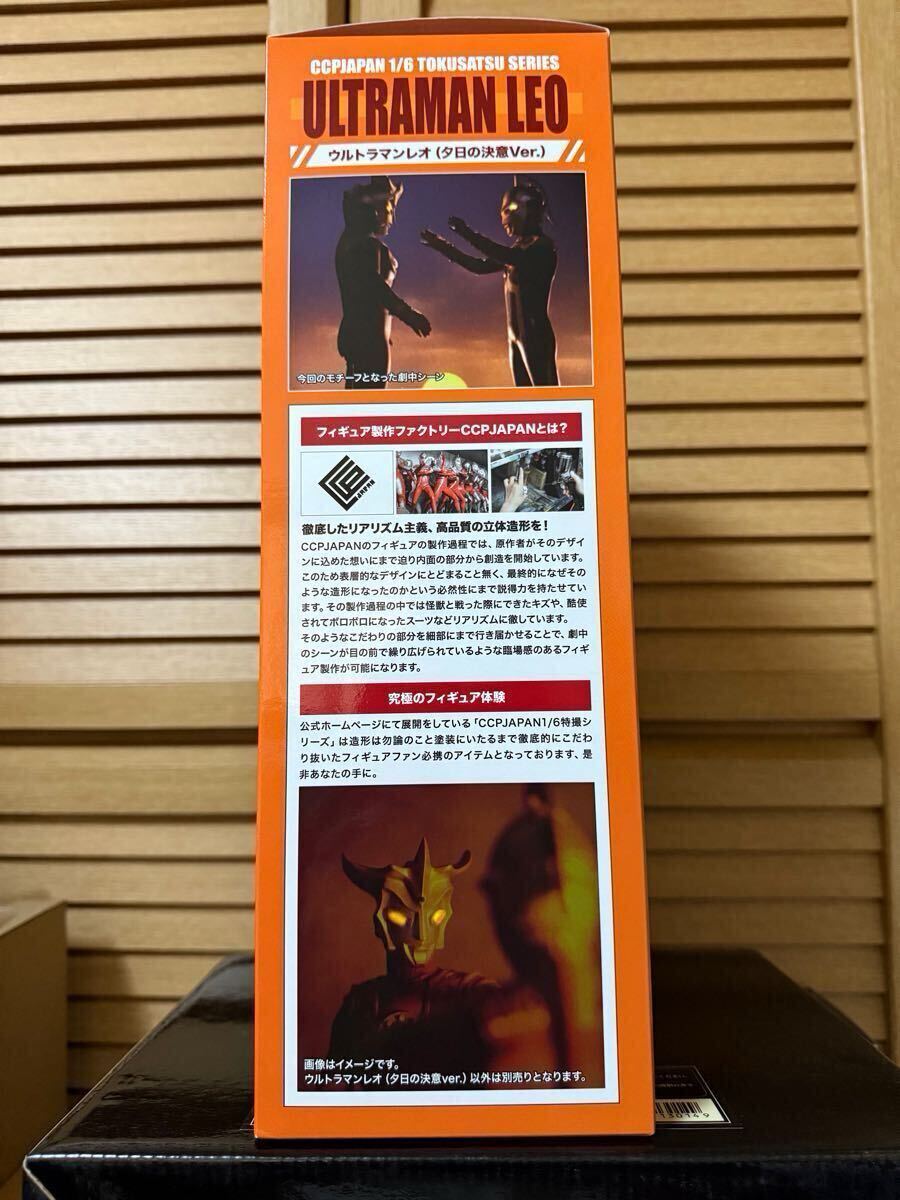 CCPJAPAN 1/6 TOKUSATSU SERIES
ULTRAMAN LEO
ウルトラマンレオ (夕日の決意Ver.)
今回のモチーフとなった劇中シーン
フィギュア製作ファクトリーCCPJAPANとは?
JAPAN
徹底したリアリズム主義、高品質の立体造形を!
CCPJAPANのフィギュアの製作過程では、原作者がそのデザイ
ンに込めた想いにまで迫り内面の部分から創造を開始しています。
このため表層的なデザインにとどまること無く、最終的になぜそ
のような造形になったのかという必然性にまで説得力を持たせてい
ます。その製作過程の中では怪獣と戦った際にできたキズや、酷使
されてボロボロになったスーツなどリアリズムに徹しています。
そのようなこだわりの部分を細部にまで行き届かせることで、劇中
のシーンが目の前で繰り広げられているような臨場感のあるフィギ
ュア製作が可能になります。
究極のフィギュア体験
公式ホームページにて展開をしている「CCPJAPAN1/6特撮シ
リーズ」は造形は勿論のこと塗装にいたるまで徹底的にこだわ
り抜いたフィギュアファン必携のアイテムとなっております、是
非あなたの手に。
画像はイメージです。
ウルトラマンレオ (夕日の決意ver.) 以外は別売りとなります。
130149